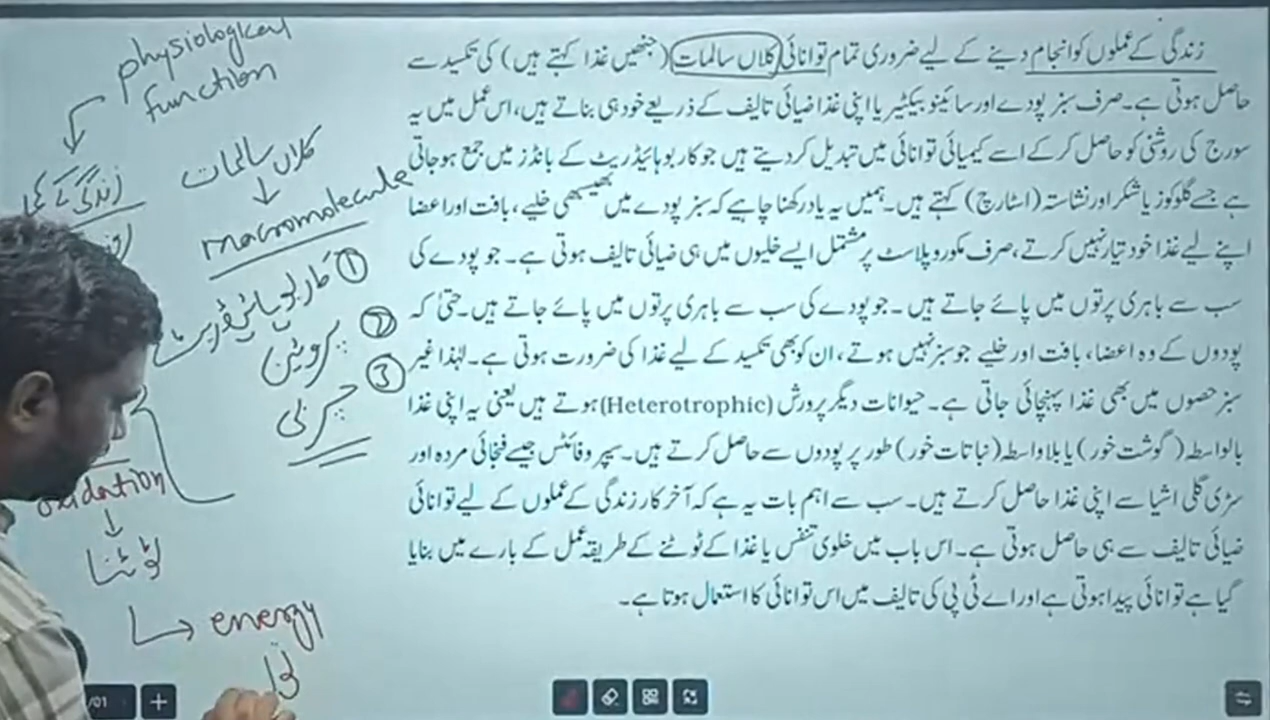 زندگی کے عملوں کو انجام دینے کے لیے ضروری تمام توانائی کلاں سالمات (جنھیں غذا کہتے ہیں) کی تکسید سے
حاصل ہوتی ہے۔ صرف سبز پودے اور سائینو بیکٹیریا اپنی غذا ضیائی تالیف کے ذریعے خود ہی بناتے ہیں، اس عمل میں یہ
سورج کی روشنی کو حاصل کر کے اسے کیمیائی توانائی میں تبدیل کر دیتے ہیں جو کاربوہائیڈریٹ کے بانڈز میں جمع ہو جاتی
ہے جسے گلوکوز یا شکر اور نشاستہ (اسٹارچ) کہتے ہیں۔ ہمیں یہ یاد رکھنا چاہیے کہ سبز پودے میں بھی سبھی خلیے، بافت اور اعضا
اپنے لیے غذا خود تیار نہیں کرتے، صرف مکوروپلاسٹ پر مشتمل ایسے خلیوں میں ہی ضیائی تالیف ہوتی ہے۔ جو پودے کی
سب سے باہری پرتوں میں پائے جاتے ہیں۔ جو پودے کی سب سے باہری پرتوں میں پائے جاتے ہیں۔ حتیٰ کہ
پودوں کے وہ اعضا، بافت اور خلیے جو سبز نہیں ہوتے، ان کو بھی تکسید کے لیے غذا کی ضرورت ہوتی ہے۔ لہٰذا غیر
سبز حصوں میں بھی غذا پہنچائی جاتی ہے۔ حیوانات دیگر پرورش (Heterotrophic) ہوتے ہیں یعنی یہ اپنی غذا
بالواسطہ (گوشت خور) یا بلاواسطہ (نباتات خور) طور پر پودوں سے حاصل کرتے ہیں۔ سیپروفائٹس جیسے فنجائی مردہ اور
سڑی گلی اشیا سے اپنی غذا حاصل کرتے ہیں۔ سب سے اہم بات یہ ہے کہ آخر کار زندگی کے عملوں کے لیے توانائی
ضیائی تالیف سے ہی حاصل ہوتی ہے۔ اس باب میں خلوی تنفس یا غذا کے ٹوٹنے کے طریقہ عمل کے بارے میں بتایا
گیا ہے توانائی پیدا ہوتی ہے اور اے ٹی پی کی تالیف میں اس توانائی کا استعمال ہوتا ہے۔
physiological
function
زندگی کے
کلاں سالمات
macromolecule
① کاربوہائیڈریٹ
② پروٹین
③ چربی
oxidation
ٹوٹنا
energy
/01